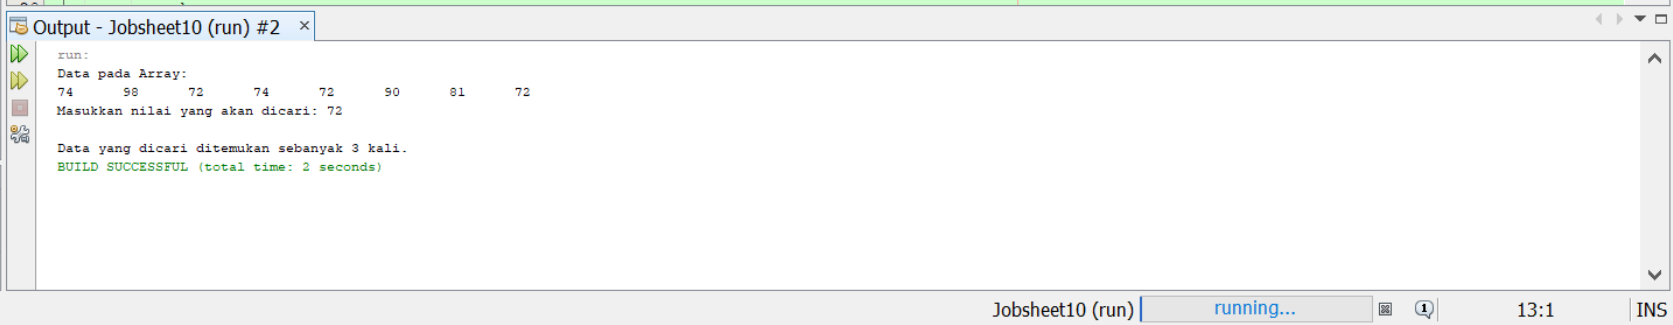 Output - Jobsheet10 (run) #2 ×
run:
Data pada Array:
74 98 72 74 72 90 81 72
Masukkan nilai yang akan dicari: 72
Data yang dicari ditemukan sebanyak 3 kali.
BUILD SUCCESSFUL (total time: 2 seconds)
Jobsheet10 (run) running... 1 13:1 INS